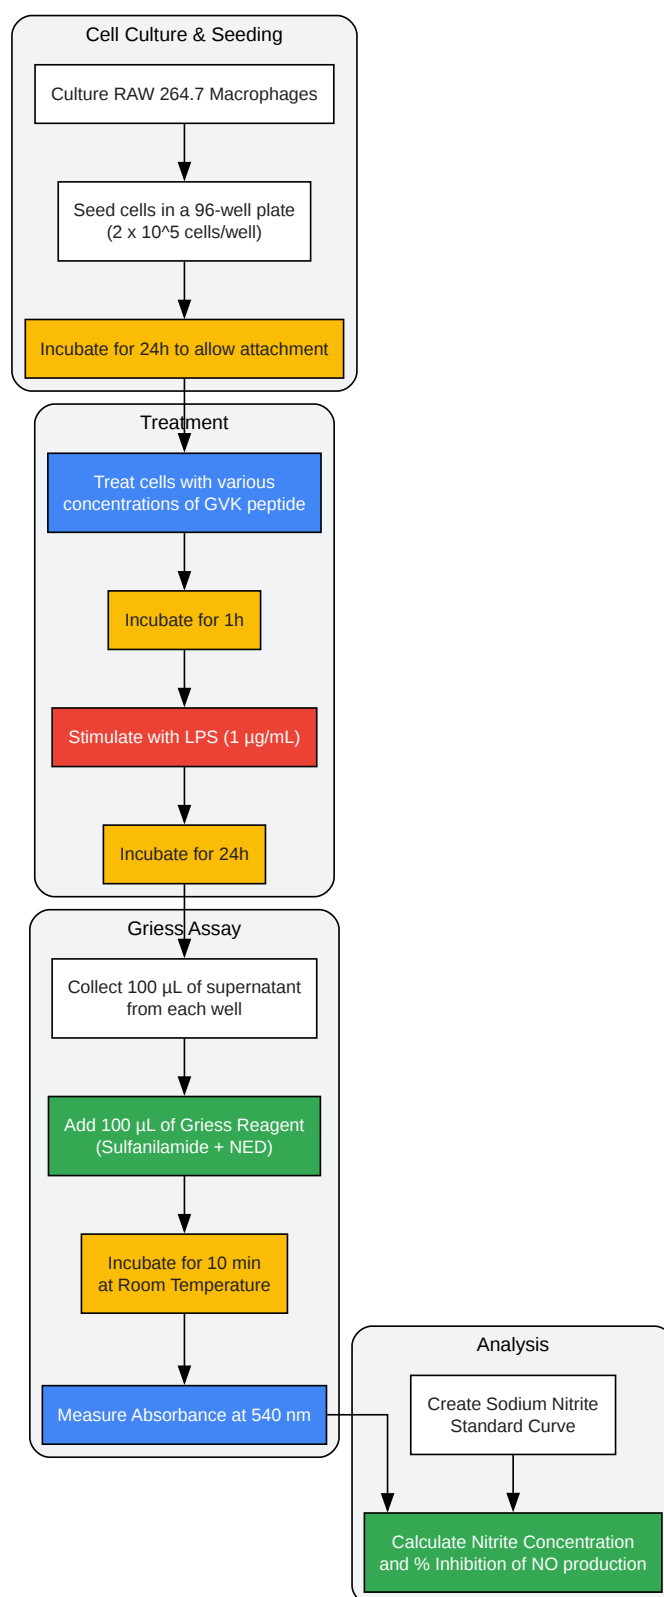 Cell Culture & Seeding
Culture RAW 264.7 Macrophages
Seed cells in a 96-well plate
(2 x 10^5 cells/well)
Incubate for 24h to allow attachment
Treatment
Treat cells with various
concentrations of GVK peptide
Incubate for 1h
Stimulate with LPS (1 µg/mL)
Incubate for 24h
Griess Assay
Collect 100 µL of supernatant
from each well
Add 100 µL of Griess Reagent
(Sulfanilamide + NED)
Incubate for 10 min
at Room Temperature
Measure Absorbance at 540 nm
Analysis
Create Sodium Nitrite
Standard Curve
Calculate Nitrite Concentration
and % Inhibition of NO production